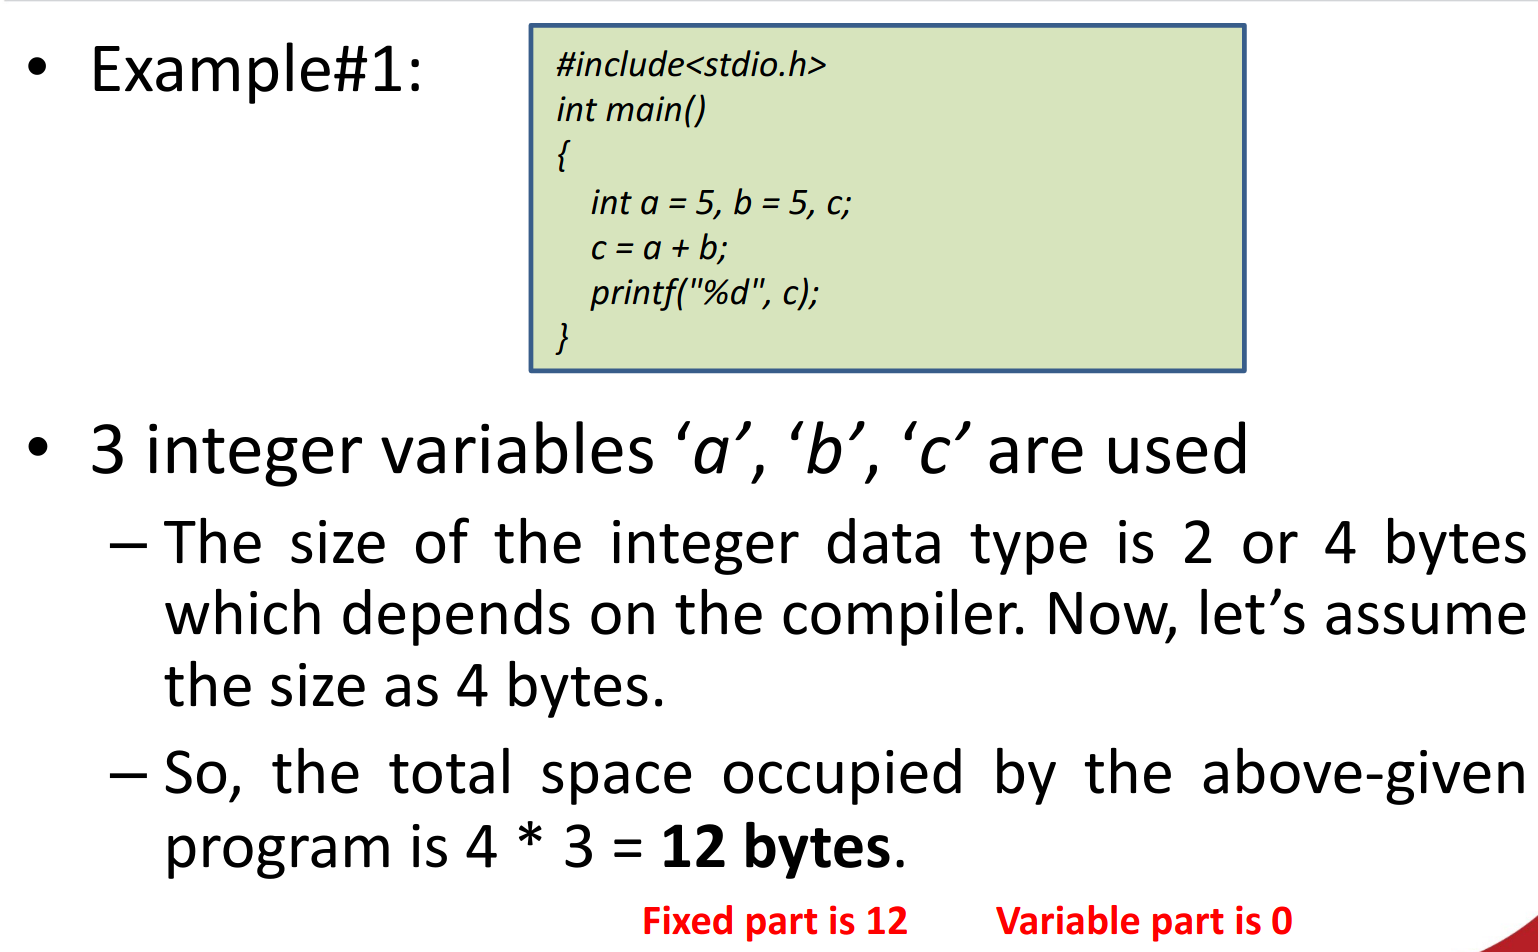 • Example#1:
#include<stdio.h>
int main()
{
int a = 5, b = 5, c;
c = a + b;
printf("%d", c);
}
• 3 integer variables ‘a’, ‘b’, ‘c’ are used
– The size of the integer data type is 2 or 4 bytes
which depends on the compiler. Now, let’s assume
the size as 4 bytes.
– So, the total space occupied by the above-given
program is 4 * 3 = 12 bytes.
Fixed part is 12 Variable part is 0